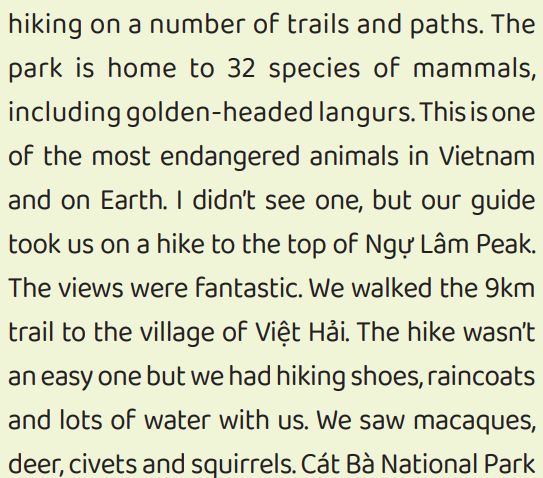 hiking on a number of trails and paths. The
park is home to 32 species of mammals,
including golden-headed langurs. This is one
of the most endangered animals in Vietnam
and on Earth. I didn't see one, but our guide
took us on a hike to the top of Ngự Lâm Peak.
The views were fantastic. We walked the 9km
trail to the village of Việt Hải. The hike wasn't
an easy one but we had hiking shoes, raincoats
and lots of water with us. We saw macaques,
deer, civets and squirrels. Cát Bà National Park